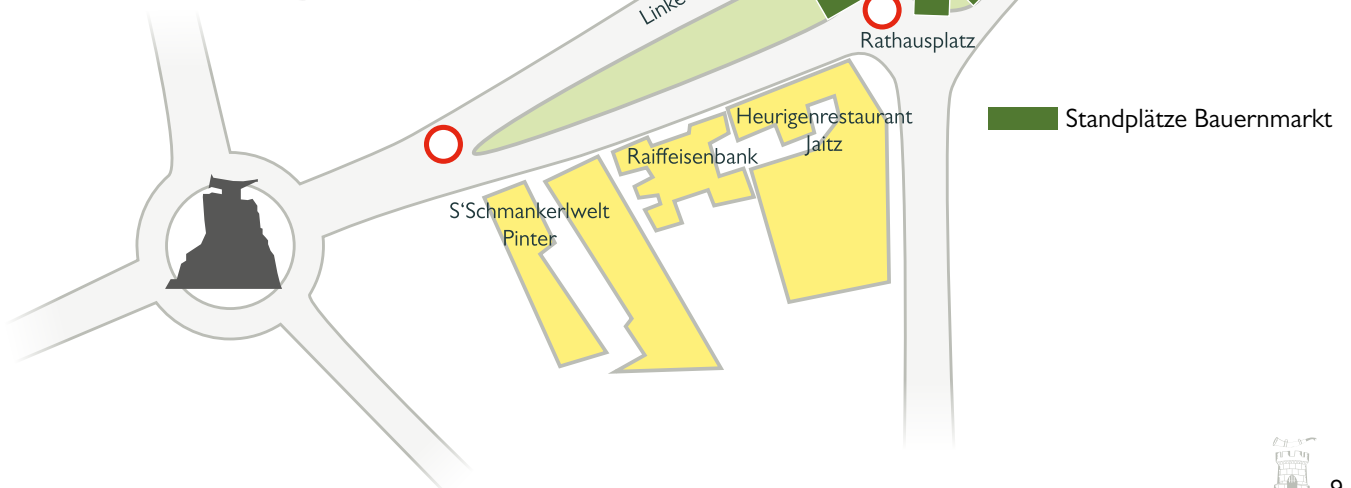 Linke
Rathausplatz
Standplätze Bauernmarkt
Heurigenrestaurant
Jaitz
Raiffeisenbank
S‘Schmankerlwelt
Pinter